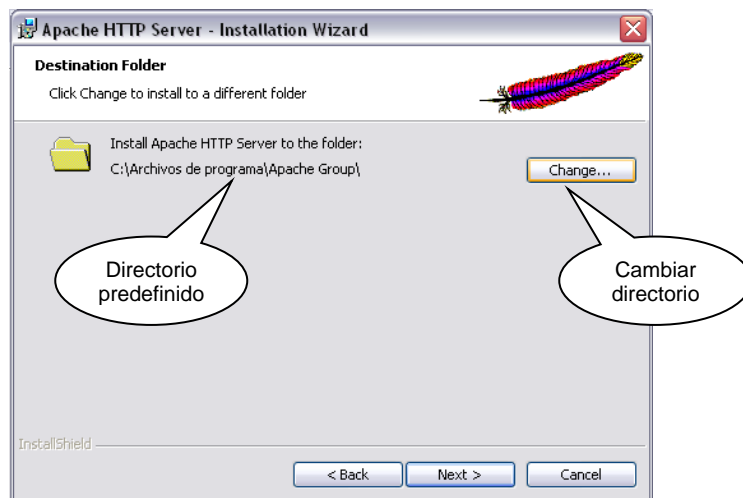 Apache HTTP Server - Installation Wizard
Destination Folder
Click Change to install to a different folder
Install Apache HTTP Server to the folder:
C:\Archivos de programa\Apache Group\
Change...
Directorio
predefinido
Cambiar
directorio
InstallShield
< Back
Next >
Cancel